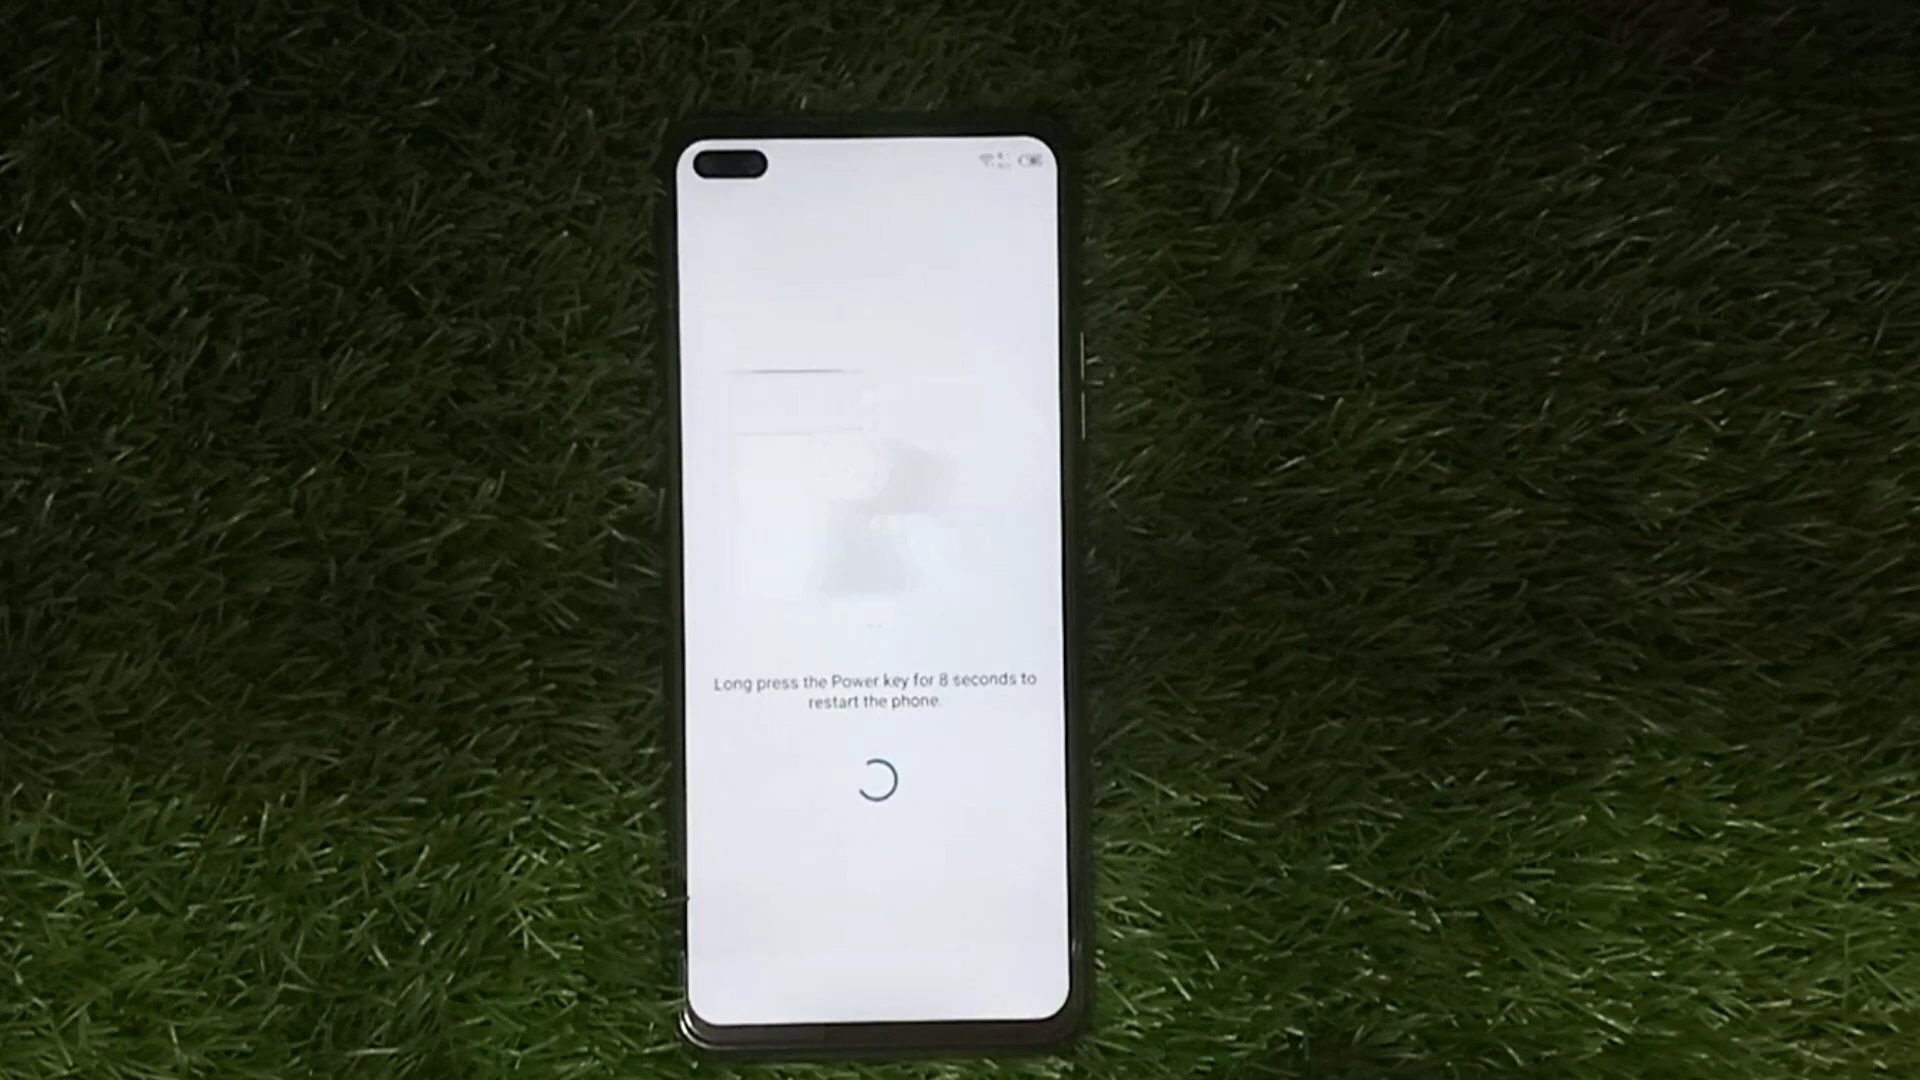 Long press the Power key for 8 seconds to
restart the phone.